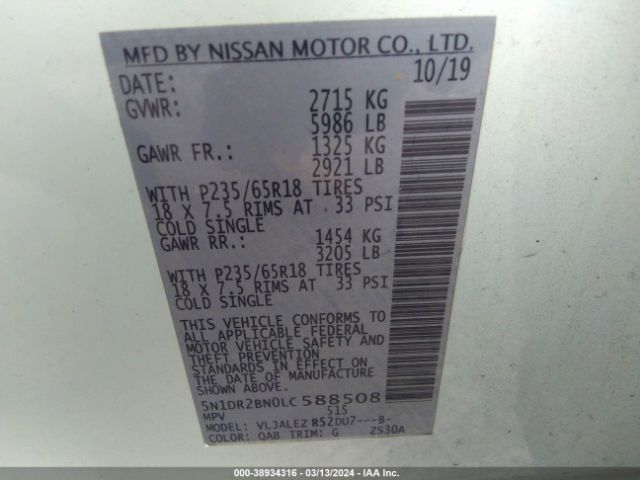 MFD BY NISSAN MOTOR CO., LTD.
DATE: 10/19
GVWR: 2715 KG
5986 LB
GAWR FR.: 1325 KG
2921 LB
WITH P235/65R18 TIRES
18 X 7.5 RIMS AT 33 PSI
COLD SINGLE
GAWR RR.: 1454 KG
3205 LB
WITH P235/65R18 TIRES
18 X 7.5 RIMS AT 33 PSI
COLD SINGLE
THIS VEHICLE CONFORMS TO
ALL APPLICABLE FEDERAL
MOTOR VEHICLE SAFETY AND
THEFT PREVENTION
STANDARDS IN EFFECT ON
THE DATE OF MANUFACTURE
SHOWN ABOVE.
5N1DR2BN0LC588508
MPV 515
MODEL: VLJALEZ R52DU7---B-
COLOR: QAB TRIM: G ZS30A
000-38934316 - 03/13/2024 - IAA Inc.